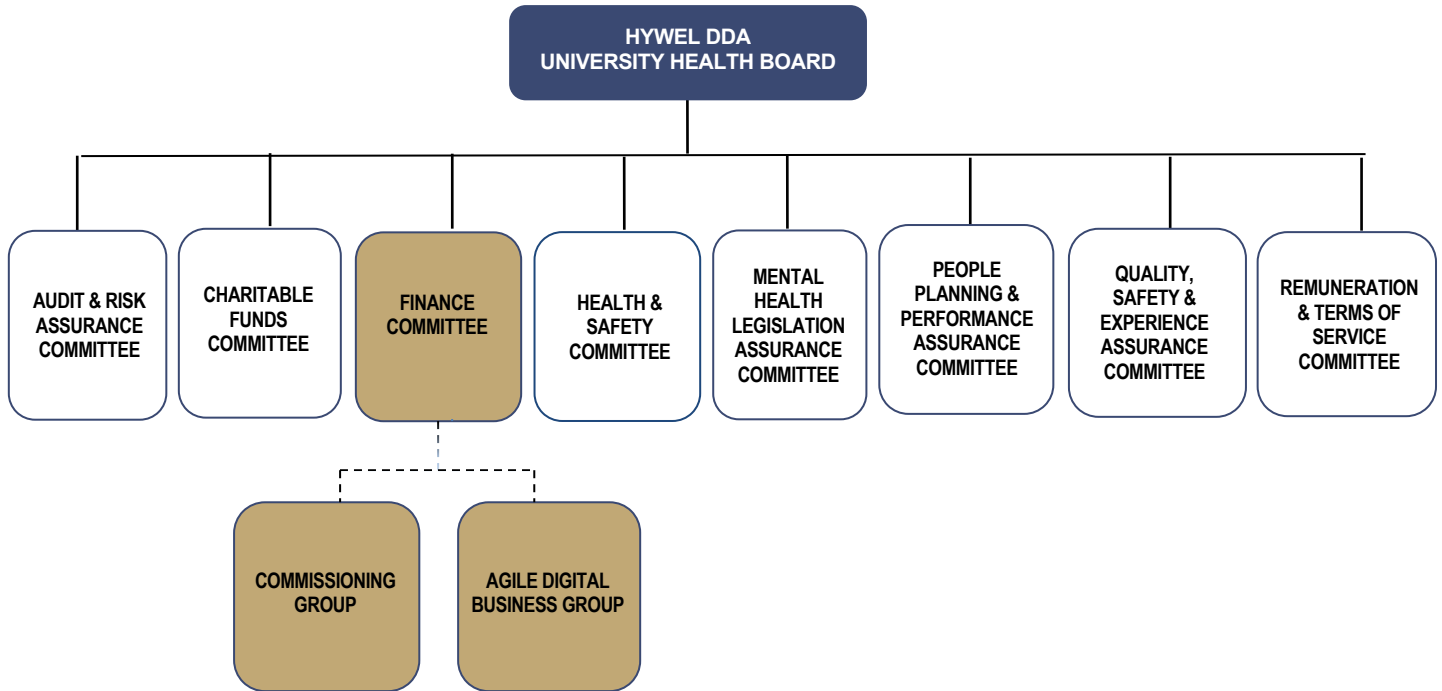 HYWEL DDA
UNIVERSITY HEALTH BOARD
AUDIT & RISK
ASSURANCE
COMMITTEE
CHARITABLE
FUNDS
COMMITTEE
FINANCE
COMMITTEE
HEALTH &
SAFETY
COMMITTEE
MENTAL
HEALTH
LEGISLATION
ASSURANCE
COMMITTEE
PEOPLE
PLANNING &
PERFORMANCE
ASSURANCE
COMMITTEE
QUALITY,
SAFETY &
EXPERIENCE
ASSURANCE
COMMITTEE
REMUNERATION
& TERMS OF
SERVICE
COMMITTEE
COMMISSIONING
GROUP
AGILE DIGITAL
BUSINESS GROUP